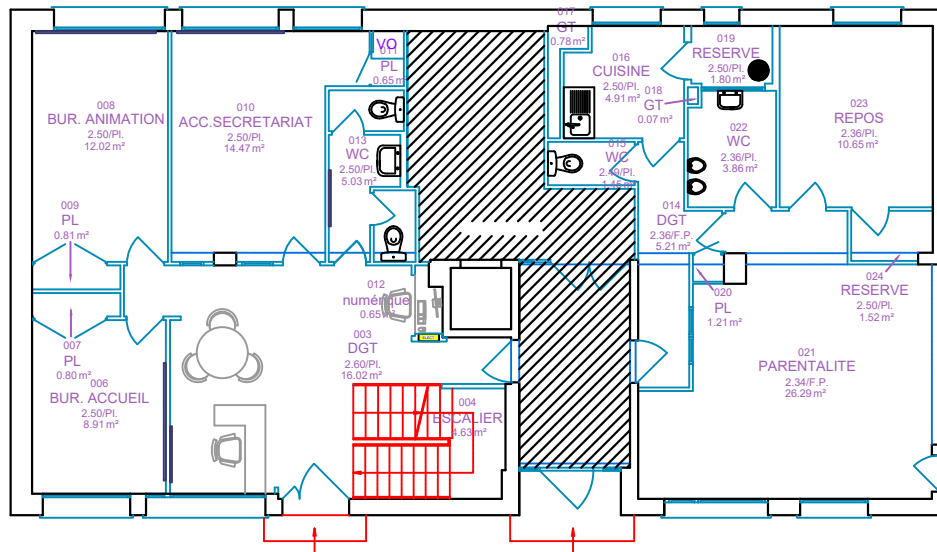 008
BUR. ANIMATION
2.50/Pl.
12.02 m²
010
ACC.SECRETARIAT
2.50/Pl.
14.47 m²
VO
011
PL
0.65 m²
013
WC
2.50/Pl.
5.03 m²
017
GT
0.78 m²
016
CUISINE
2.50/Pl.
4.91 m²
018
GT
0.07 m²
019
RESERVE
2.50/Pl.
1.80 m²
015
WC
2.49/Pl.
022
WC
2.36/Pl.
3.86 m²
023
REPOS
2.36/Pl.
10.65 m²
014
DGT
2.36/F.P.
5.21 m²
009
PL
0.81 m²
012
numérique
0.65 m²
003
DGT
2.60/Pl.
16.02 m²
ELECT
007
PL
0.80 m²
006
BUR. ACCUEIL
2.50/Pl.
8.91 m²
004
ESCALIER
4.63 m²
020
PL
1.21 m²
024
RESERVE
2.50/Pl.
1.52 m²
021
PARENTALITE
2.34/F.P.
26.29 m²